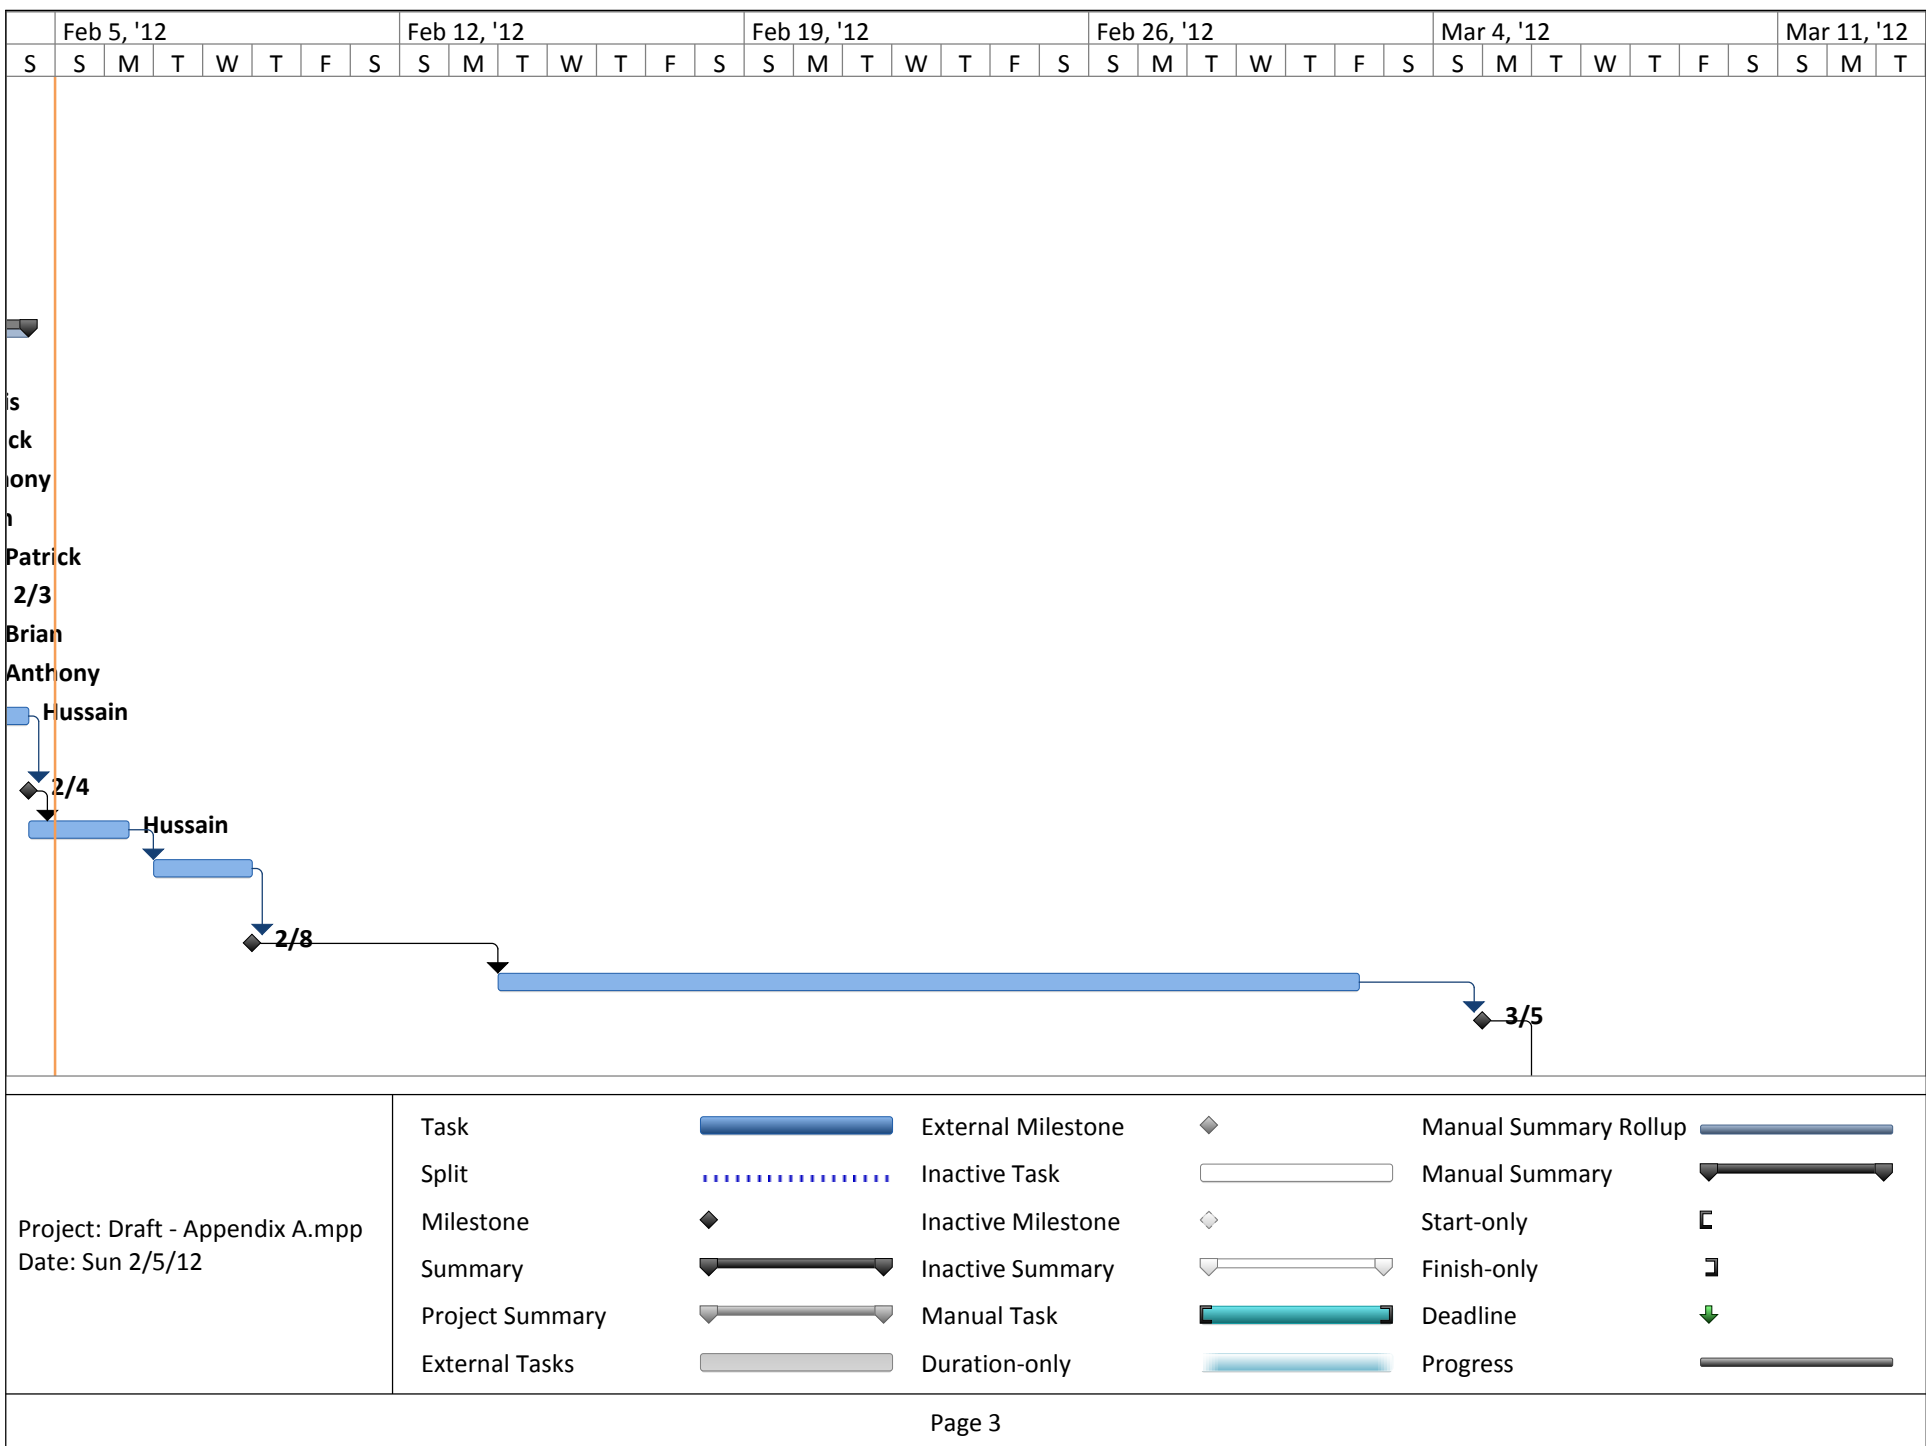 Feb 5, '12 Feb 12, '12 Feb 19, '12 Feb 26, '12 Mar 4, '12 Mar 11, '12
S S M T W T F S S M T W T F S S M T W T F S S M T W T F S S M T W T F S S M T
is
ck
ony
Patrick
2/3
Brian
Anthony
Hussain
2/4
Hussain
2/8
3/5
Project: Draft - Appendix A.mpp
Date: Sun 2/5/12
Task
Split
Milestone
Summary
Project Summary
External Tasks
External Milestone
Inactive Task
Inactive Milestone
Inactive Summary
Manual Task
Duration-only
Manual Summary Rollup
Manual Summary
Start-only
Finish-only
Deadline
Progress
Page 3